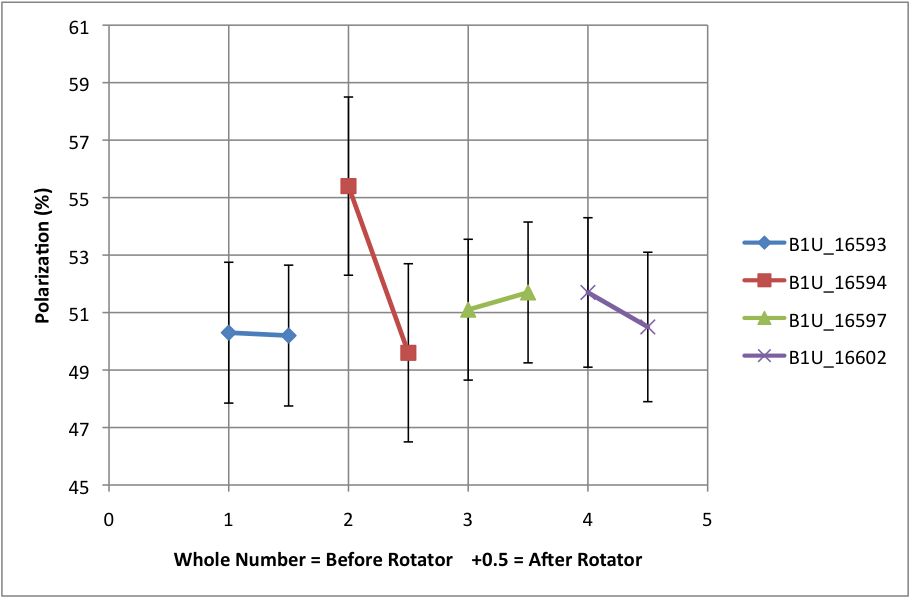 61
59
57
55
53
51
49
47
45
Polarization (%)
0 1 2 3 4 5
Whole Number = Before Rotator +0.5 = After Rotator
B1U_16593
B1U_16594
B1U_16597
B1U_16602